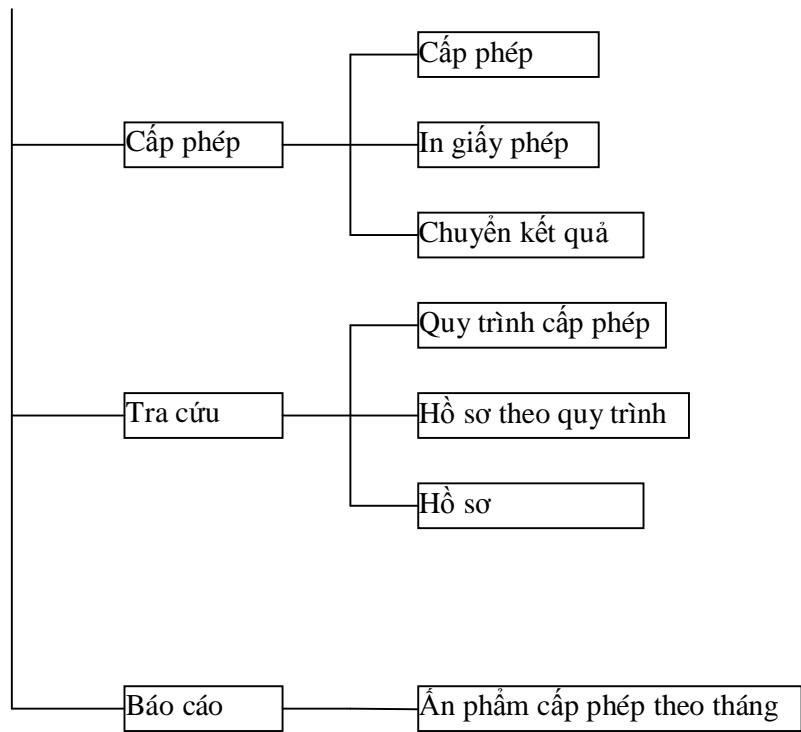 Cấp phép
Cấp phép
In giấy phép
Chuyển kết quả
Tra cứu
Quy trình cấp phép
Hồ sơ theo quy trình
Hồ sơ
Báo cáo
Ấn phẩm cấp phép theo tháng